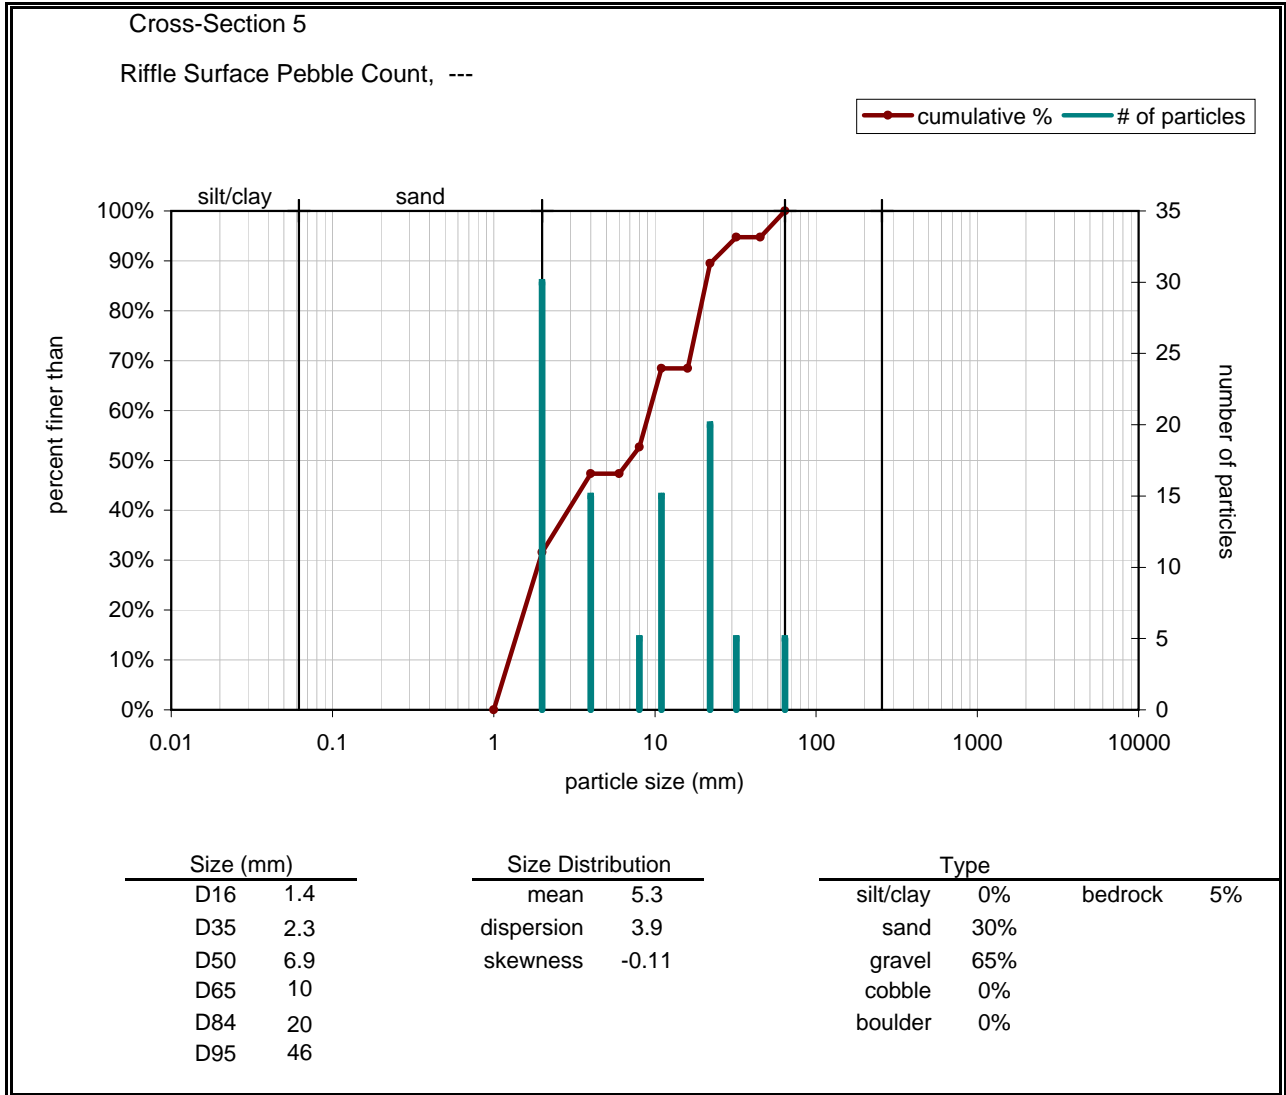 Cross-Section 5
Riffle Surface Pebble Count, ---
cumulative % # of particles
silt/clay sand
100% 35
90% 30
80% 25
70% 20
60% 15
50% 10
40% 5
30% 0
20%
10%
0%
percent finer than
number of particles
0.01 0.1 1 10 100 1000 10000
particle size (mm)
Size (mm) Size Distribution Type
D16 1.4 mean 5.3 silt/clay 0% bedrock 5%
D35 2.3 dispersion 3.9 sand 30%
D50 6.9 skewness -0.11 gravel 65%
D65 10 cobble 0%
D84 20 boulder 0%
D95 46